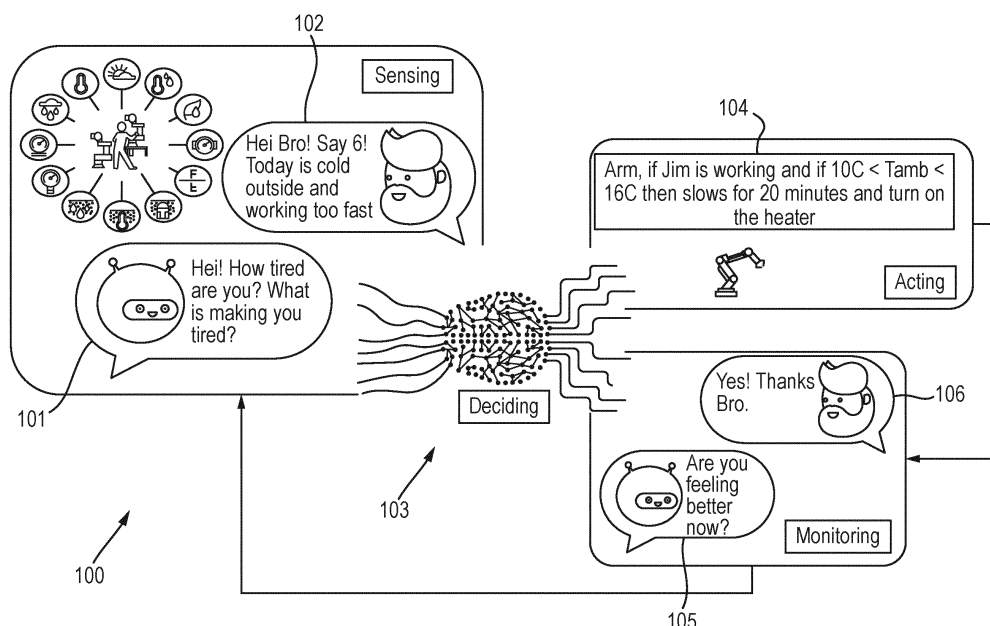 102
Sensing
Hei Bro! Say 6!
Today is cold
outside and
working too fast
F
Hei! How tired
are you? What
is making you
tired?
101
104
Arm, if Jim is working and if 10C < Tamb <
16C then slows for 20 minutes and turn on
the heater
Acting
Deciding
103
100
Yes! Thanks
Bro.
106
Are you
feeling
better
now?
Monitoring
105